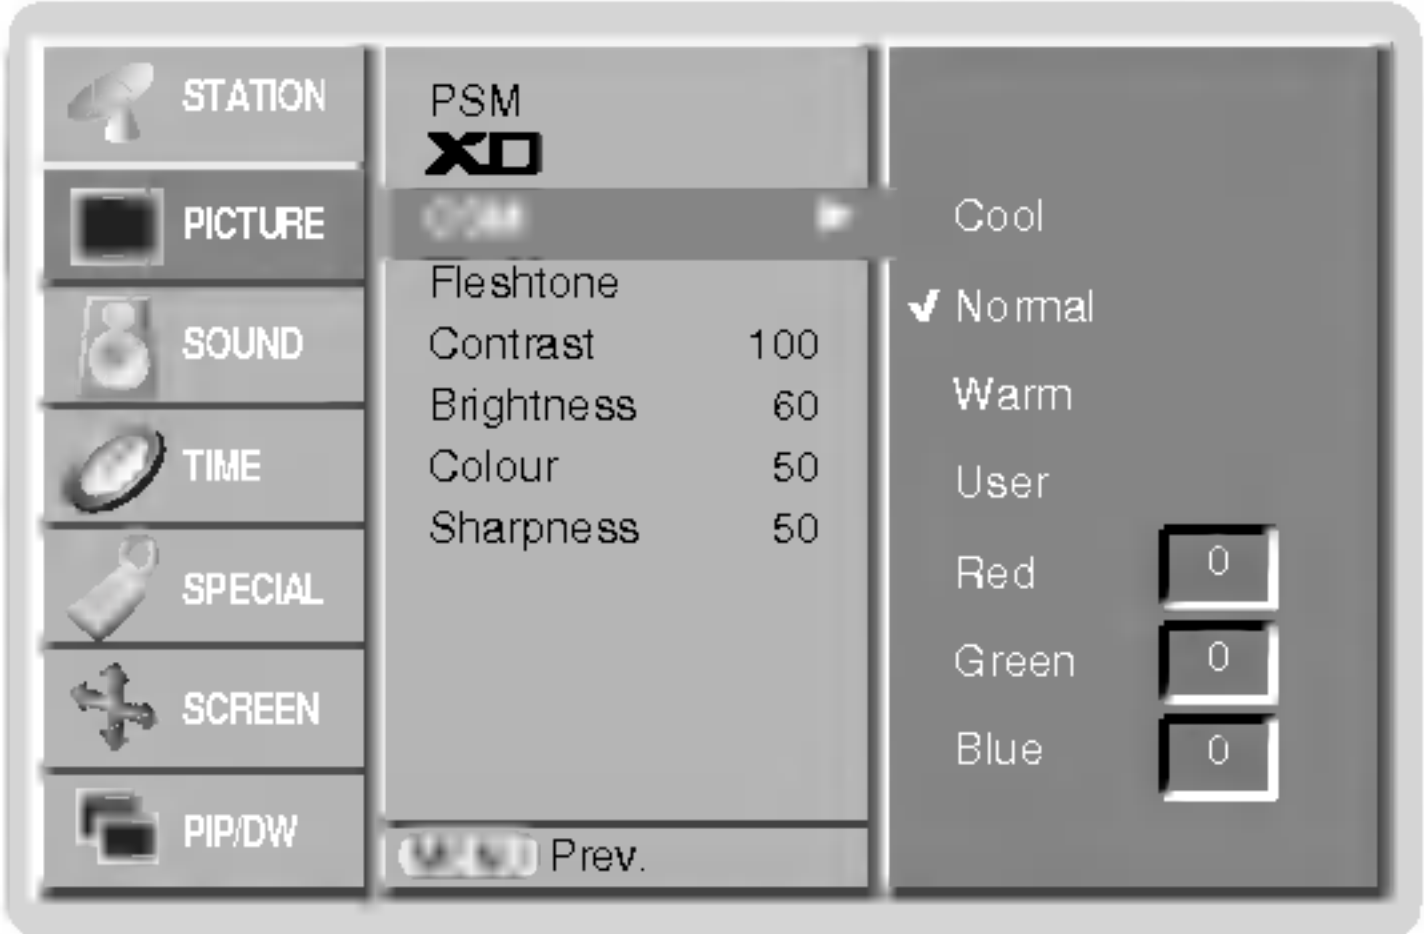 STATION
PICTURE
SOUND
TIME
SPECIAL
SCREEN
PIP/DW
PSM
XD
Fleshtone
Contrast 100
Brightness 60
Colour 50
Sharpness 50
Prev.
Cool
✓ Normal
Warm
User
Red 0
Green 0
Blue 0